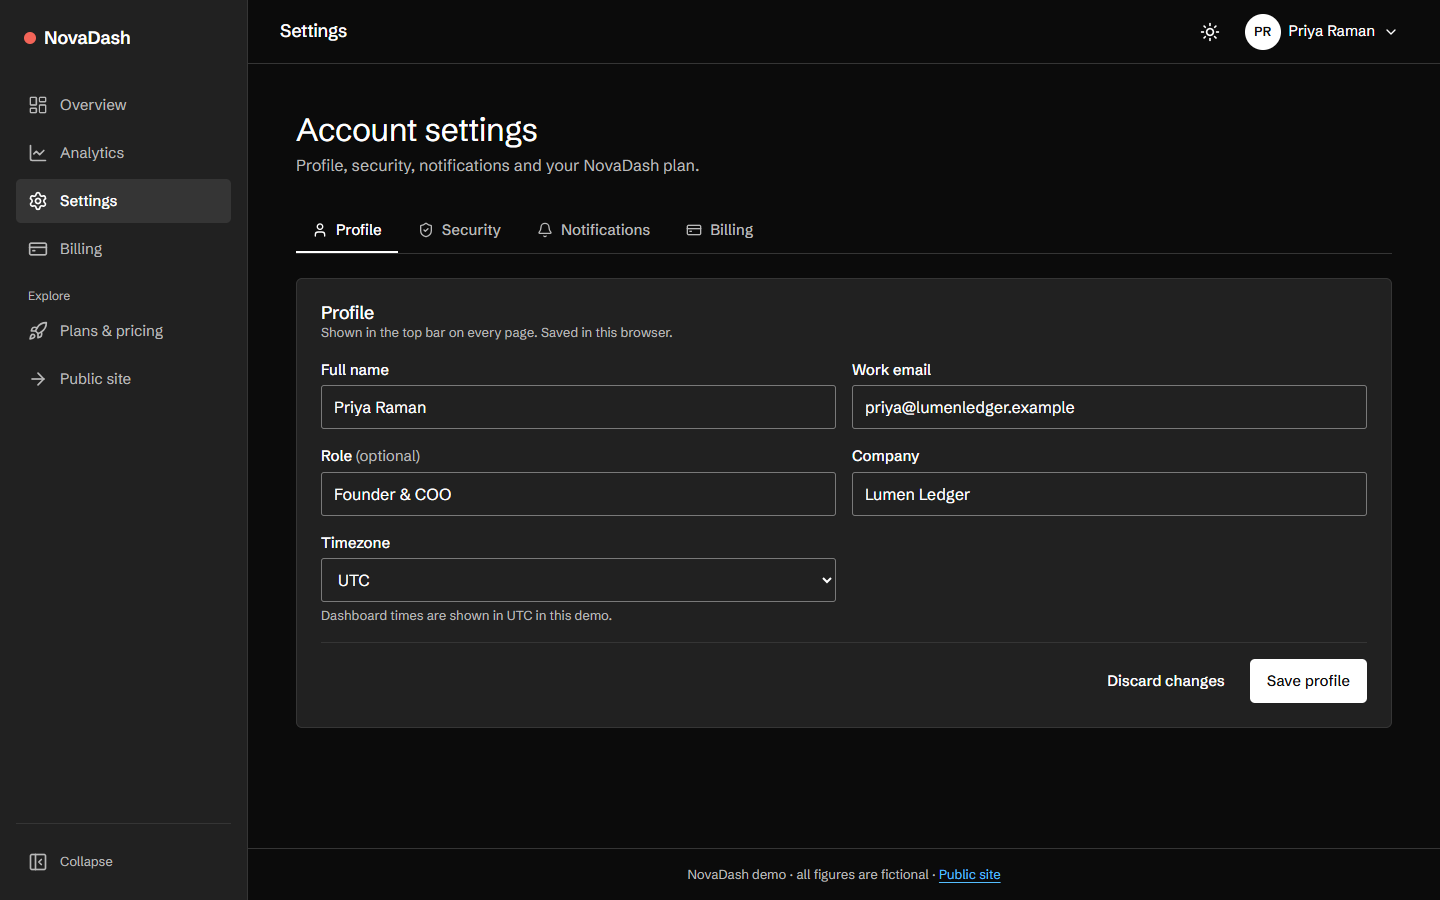 NovaDash
Overview
Analytics
Settings
Billing
Explore
Plans & pricing
Public site
Collapse
Settings
PR
Priya Raman
Account settings
Profile, security, notifications and your NovaDash plan.
Profile
Security
Notifications
Billing
Profile
Shown in the top bar on every page. Saved in this browser.
Full name
Priya Raman
Work email
priya@lumenledger.example
Role (optional)
Founder & COO
Company
Lumen Ledger
Timezone
UTC
Dashboard times are shown in UTC in this demo.
Discard changes
Save profile
NovaDash demo · all figures are fictional · Public site